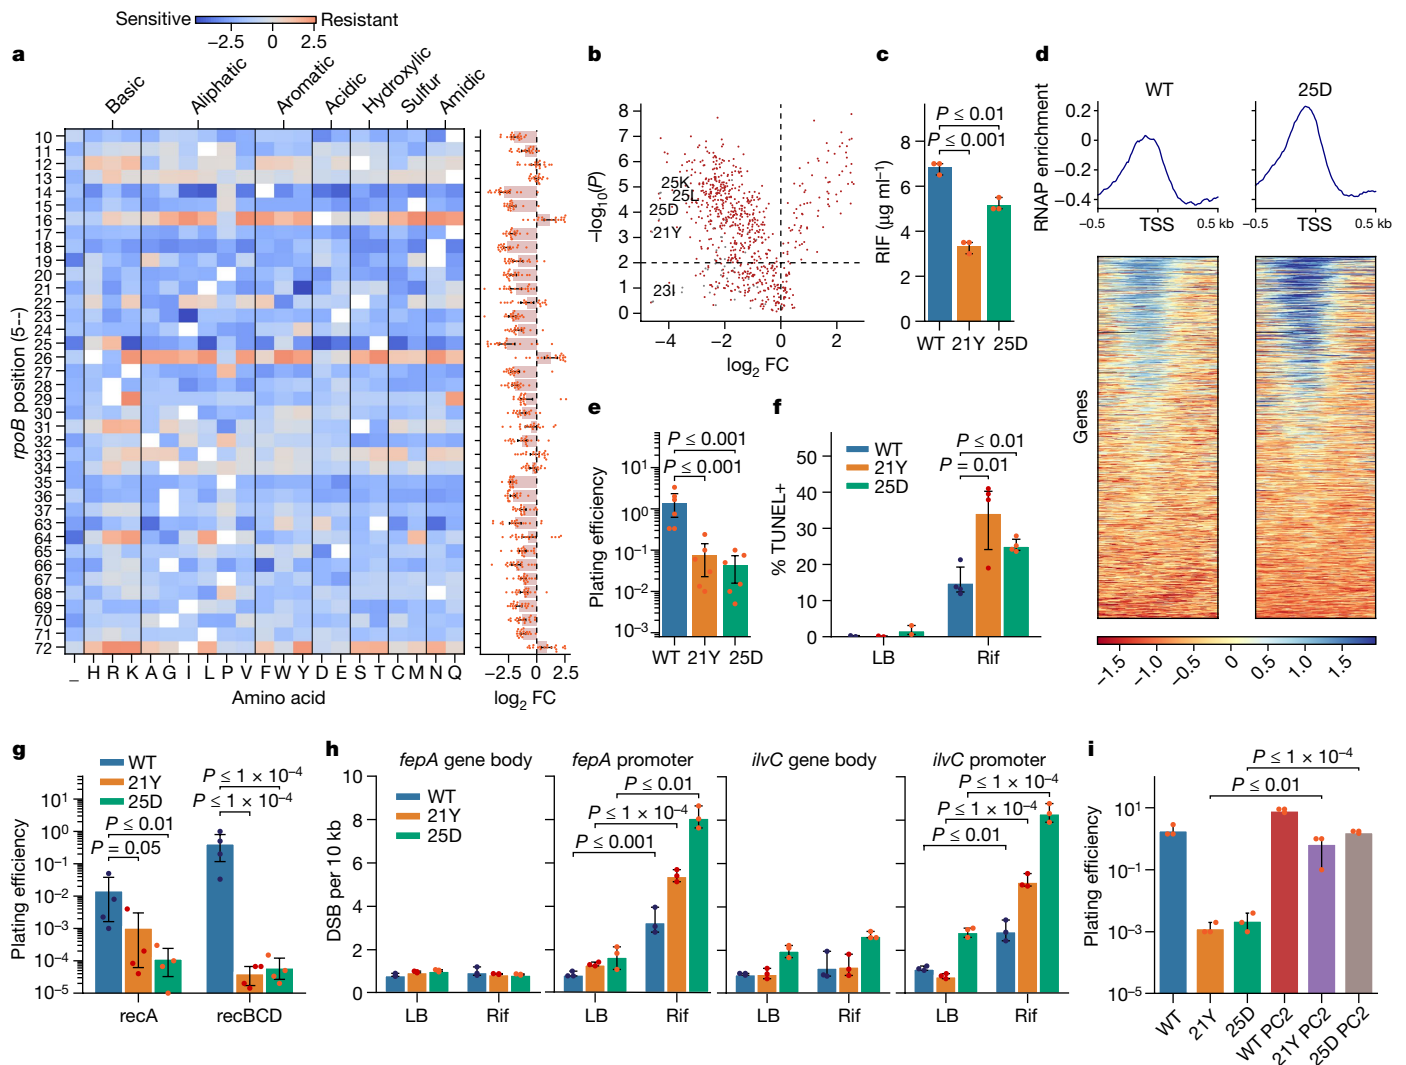 Sensitive
Resistant
−2.5 0 2.5
a
Basic
Aliphatic
Aromatic
Acidic
Hydroxylic
Sulfur
Amidic
rpoB position (5--)
10
11
12
13
14
15
16
17
18
19
20
21
22
23
24
25
26
27
28
29
30
31
32
33
34
35
36
37
63
64
65
66
67
68
69
70
71
72
_ H R K A G I L P V F W Y D E S T C M N Q
Amino acid
−2.5 0 2.5
log2 FC
b
−log10(P)
8
7
6
5
4
3
2
1
0
25K
25L
25D
21Y
23I
−4 −2 0 2
log2 FC
c
RIF (µg ml−1)
8
6
4
2
0
P ≤ 0.01
P ≤ 0.001
WT 21Y 25D
d
WT
25D
RNAP enrichment
0.2
0
−0.2
−0.4
−0.5 TSS 0.5 kb
−0.5 TSS 0.5 kb
Genes
−1.5 −1.0 −0.5 0 0.5 1.0 1.5
e
Plating efficiency
10^1
10^0
10^−1
10^−2
10^−3
P ≤ 0.001
P ≤ 0.001
WT 21Y 25D
f
% TUNEL+
50
40
30
20
10
0
WT
21Y
25D
P ≤ 0.01
P = 0.01
LB Rif
g
WT
21Y
25D
Plating efficiency
10^1
10^0
10^−1
10^−2
10^−3
10^−4
10^−5
P ≤ 1 × 10^−4
P ≤ 1 × 10^−4
P ≤ 0.01
P = 0.05
recA recBCD
h
fepA gene body
fepA promoter
ilvC gene body
ilvC promoter
DSB per 10 kb
10
8
6
4
2
0
WT
21Y
25D
P ≤ 0.01
P ≤ 1 × 10^−4
P ≤ 0.001
P ≤ 1 × 10^−4
P ≤ 1 × 10^−4
P ≤ 0.01
LB Rif
LB Rif
LB Rif
LB Rif
i
Plating efficiency
10^1
10^−1
10^−3
10^−5
P ≤ 1 × 10^−4
P ≤ 0.01
WT
21Y
25D
WT PC2
21Y PC2
25D PC2